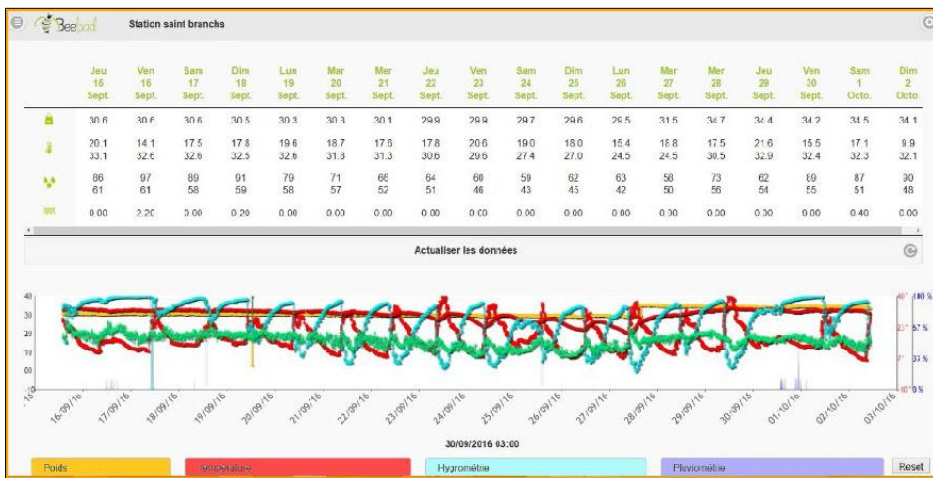 Beebad Station saint branchs
Jeu Ven Sam Dim Lun Mar Mer Jeu Ven Sam Dim Lun Mar Mer Jeu Ven Sam Dim
15 16 17 18 19 20 21 22 23 24 25 26 27 28 29 30 1 2
Sept. Sept. Sept. Sept. Sept. Sept. Sept. Sept. Sept. Sept. Sept. Sept. Sept. Sept. Sept. Sept. Octo. Octo.
30.6 30.6 30.6 30.5 30.3 30.3 30.1 29.9 29.9 29.7 29.6 29.5 31.5 34.7 34.4 34.2 34.5 34.1
20.1 14.1 17.5 17.8 19.6 18.7 17.6 17.8 20.6 19.0 18.0 15.4 18.8 17.5 21.6 15.5 17.1 9.9
33.1 32.6 32.6 32.5 32.6 31.3 31.3 30.6 29.6 27.4 27.0 24.5 24.5 30.5 32.9 32.4 32.3 32.1
86 97 89 91 79 71 66 64 60 59 62 63 58 73 62 89 87 90
61 61 58 59 58 57 52 51 46 43 45 42 50 56 54 55 51 48
0.00 2.20 0.00 0.20 0.00 0.00 0.00 0.00 0.00 0.00 0.00 0.00 0.00 0.00 0.00 0.00 0.40 0.00
Actualiser les données
40 40° 100 %
30
20 67 %
10 33 %
00
-10 0 %
16/09/16 17/09/16 18/09/16 19/09/16 20/09/16 21/09/16 22/09/16 23/09/16 24/09/16 25/09/16 26/09/16 27/09/16 28/09/16 29/09/16 30/09/16 01/10/16 02/10/16 03/10/16
30/09/2016 03:00
Poids Température Hygrométrie Pluviométrie Reset